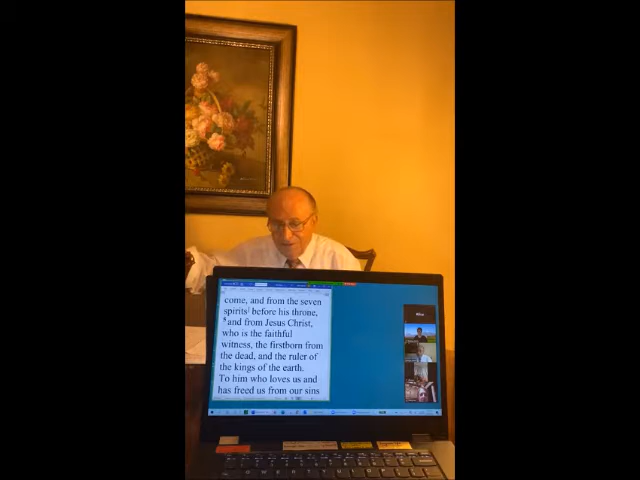 come, and from the seven
spirits before his throne,
5 and from Jesus Christ,
who is the faithful
witness, the firstborn from
the dead, and the ruler of
the kings of the earth.
To him who loves us and
has freed us from our sins